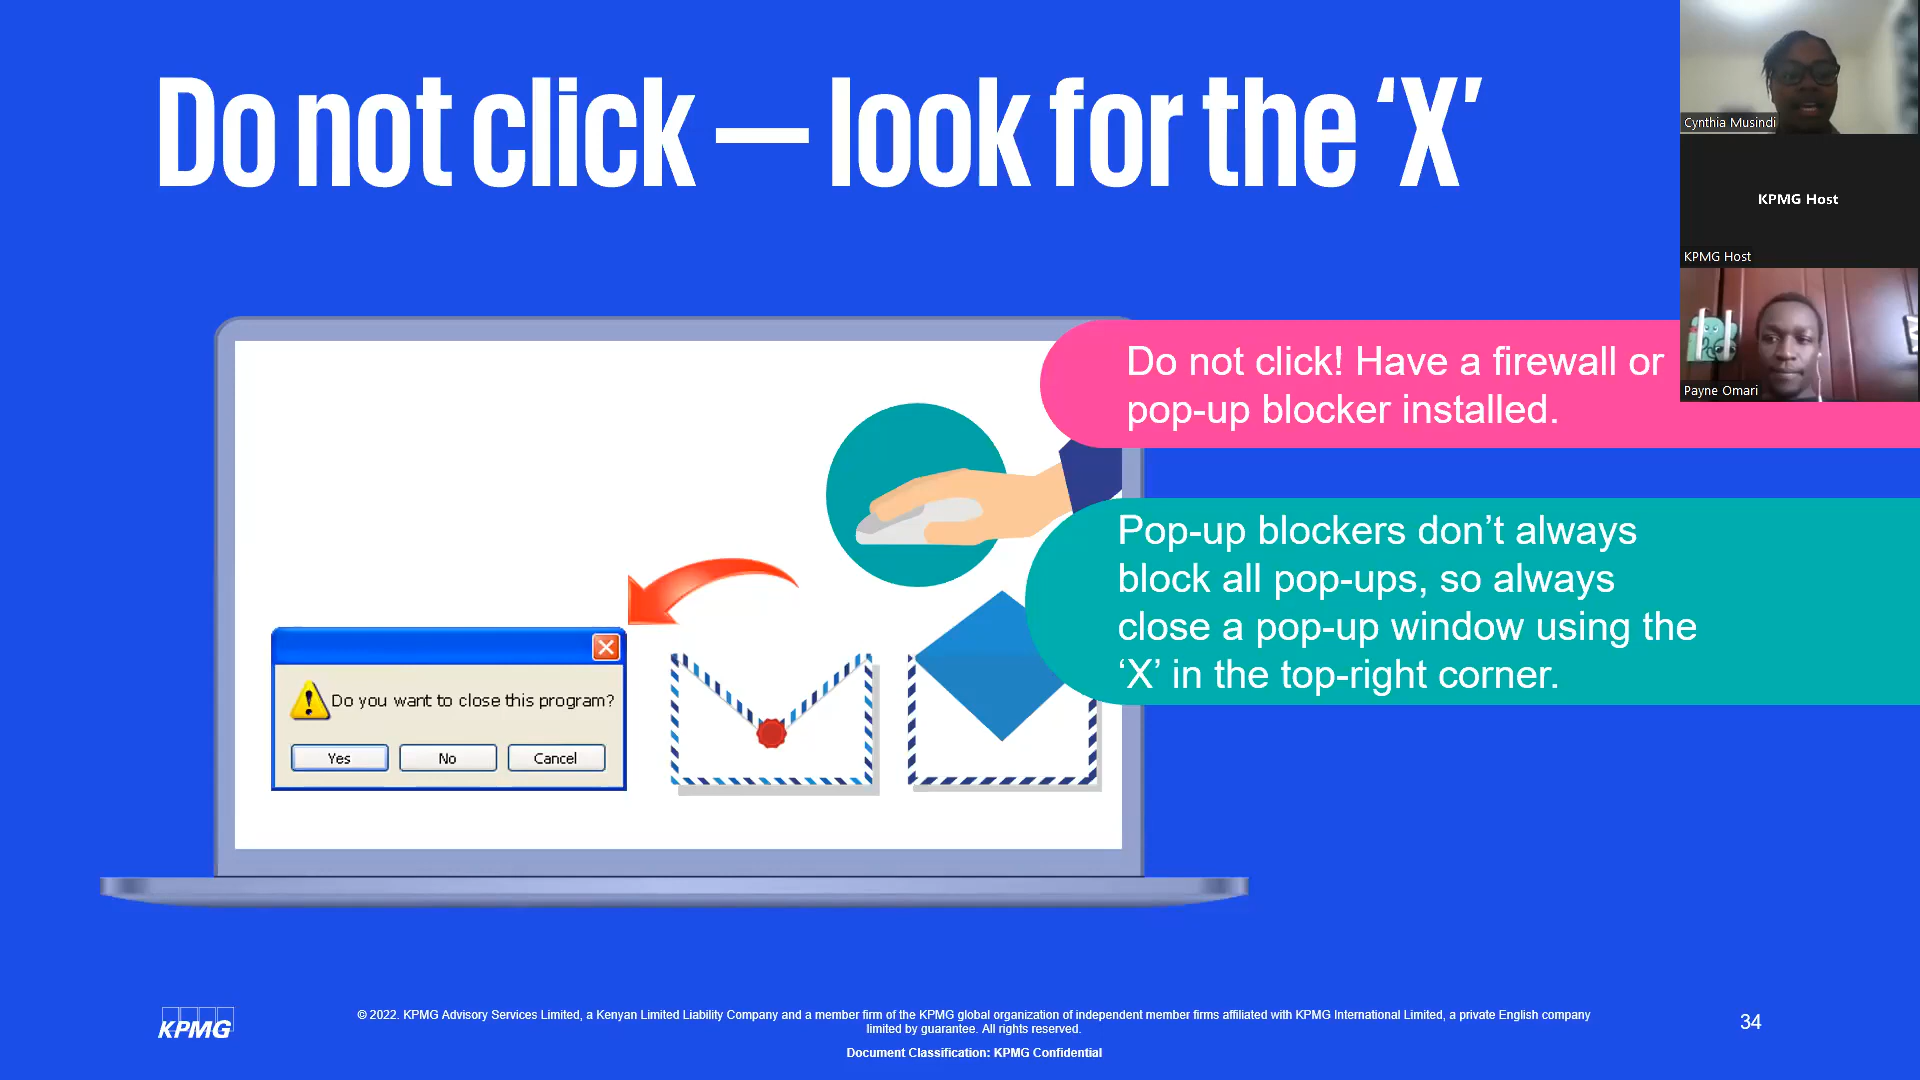 Do not click — look for the ‘X’
Cynthia Musindi
KPMG Host
KPMG Host
Payne Omari
Do not click! Have a firewall or
pop-up blocker installed.
Pop-up blockers don’t always
block all pop-ups, so always
close a pop-up window using the
‘X’ in the top-right corner.
Do you want to close this program?
Yes
No
Cancel
KPMG
© 2022. KPMG Advisory Services Limited, a Kenyan Limited Liability Company and a member firm of the KPMG global organization of independent member firms affiliated with KPMG International Limited, a private English company
limited by guarantee. All rights reserved.
Document Classification: KPMG Confidential
34